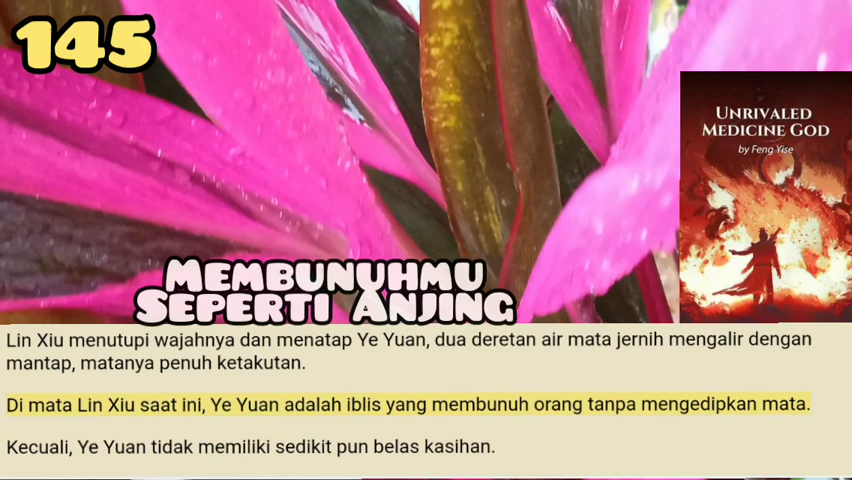 145
UNRIVALED
MEDICINE GOD
by Feng Yise
MEMBUNUHMU
SEPERTI ANJING
Lin Xiu menutupi wajahnya dan menatap Ye Yuan, dua deretan air mata jernih mengalir dengan
mantap, matanya penuh ketakutan.
Di mata Lin Xiu saat ini, Ye Yuan adalah iblis yang membunuh orang tanpa mengedipkan mata.
Kecuali, Ye Yuan tidak memiliki sedikit pun belas kasihan.